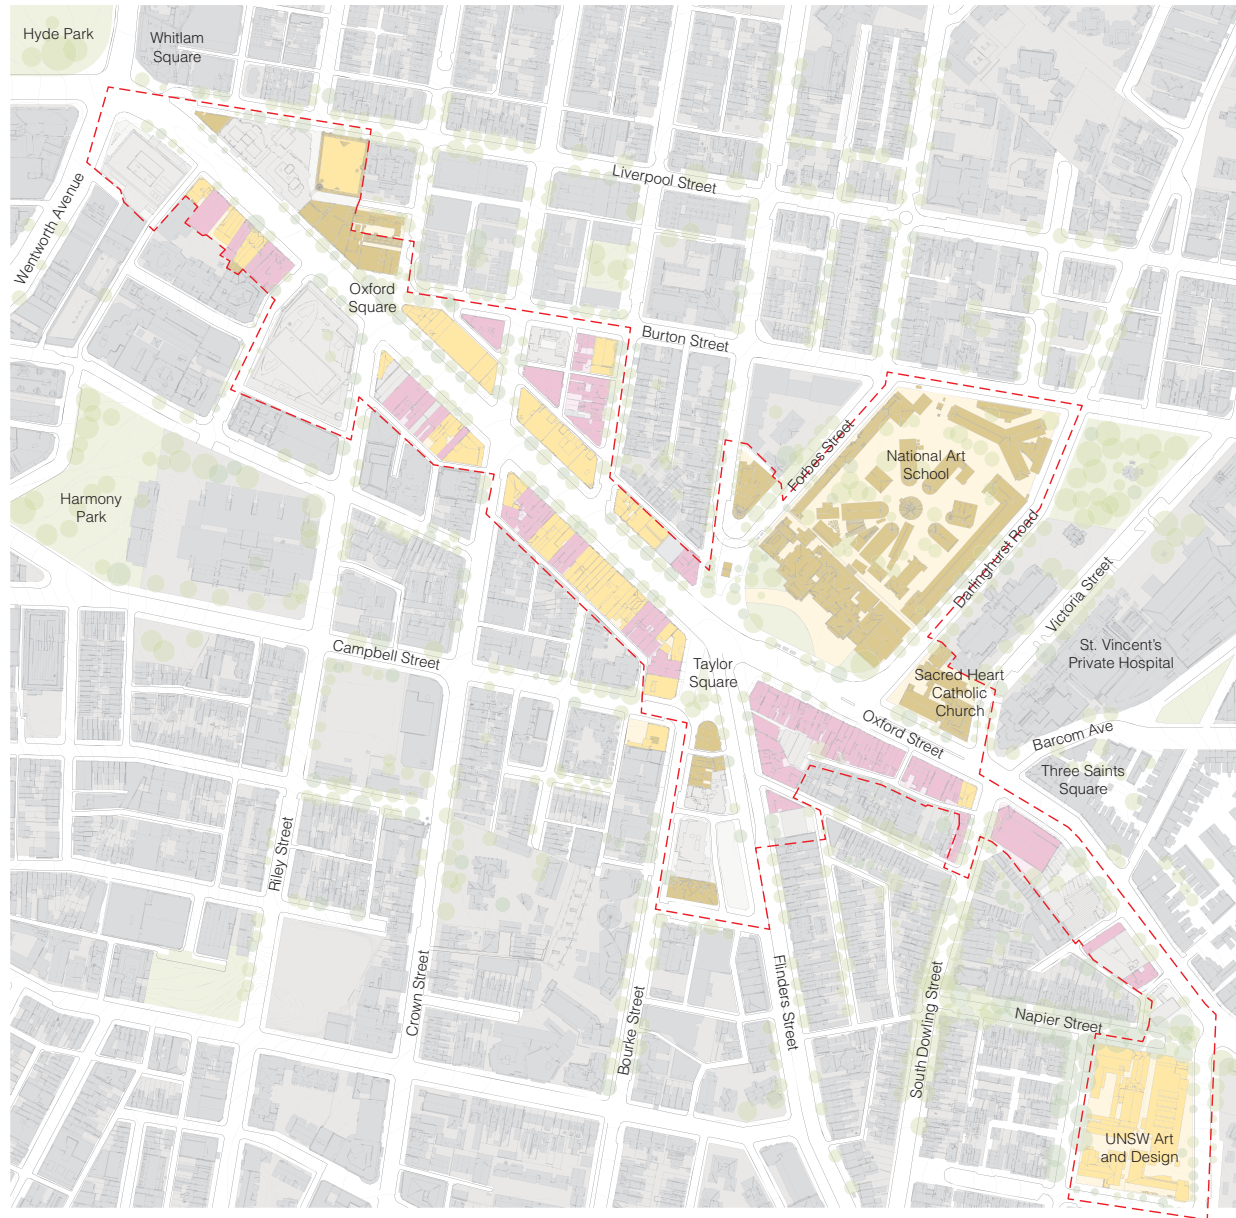 Hyde Park
Whitlam
Square
Liverpool Street
Wentworth Avenue
Oxford
Square
Burton Street
Forbes Street
National Art
School
Harmony
Park
Darlinghurst Road
Victoria Street
Campbell Street
Taylor
Square
St. Vincent's
Private Hospital
Sacred Heart
Catholic
Church
Oxford Street
Barcom Ave
Three Saints
Square
Riley Street
Crown Street
Bourke Street
Flinders Street
South Dowling Street
Napier Street
UNSW Art
and Design